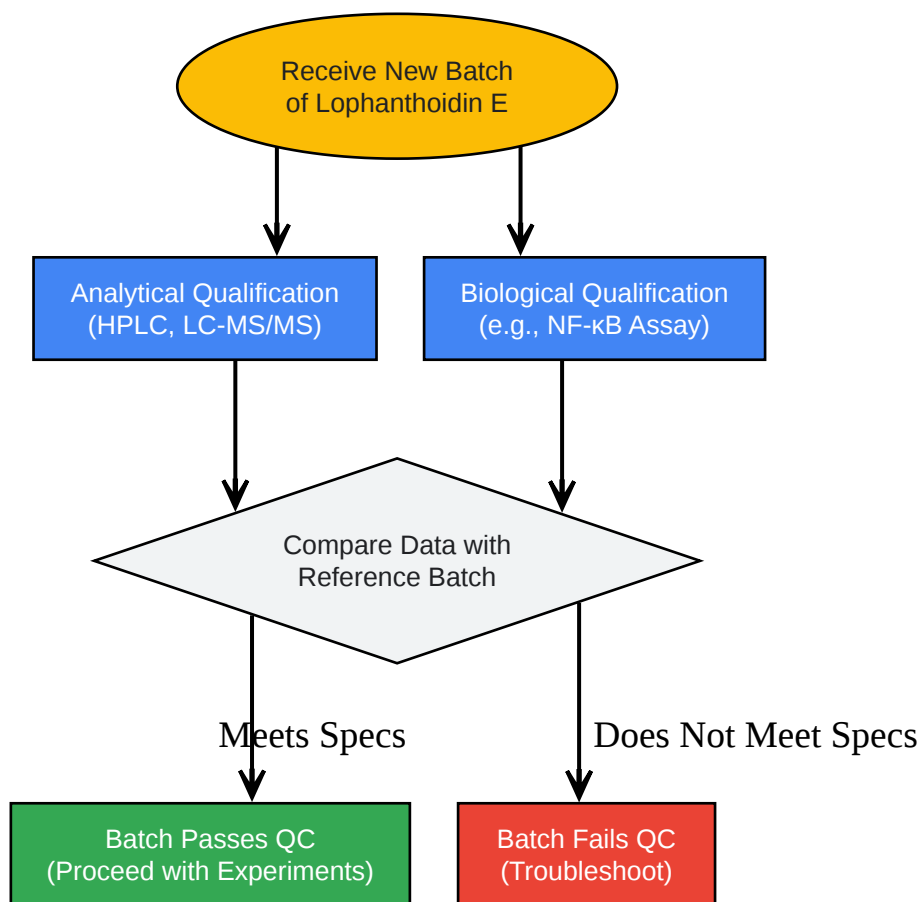 Receive New Batch
of Lophanthoidin E
Analytical Qualification
(HPLC, LC-MS/MS)
Biological Qualification
(e.g., NF-κB Assay)
Compare Data with
Reference Batch
Meets Specs
Does Not Meet Specs
Batch Passes QC
(Proceed with Experiments)
Batch Fails QC
(Troubleshoot)